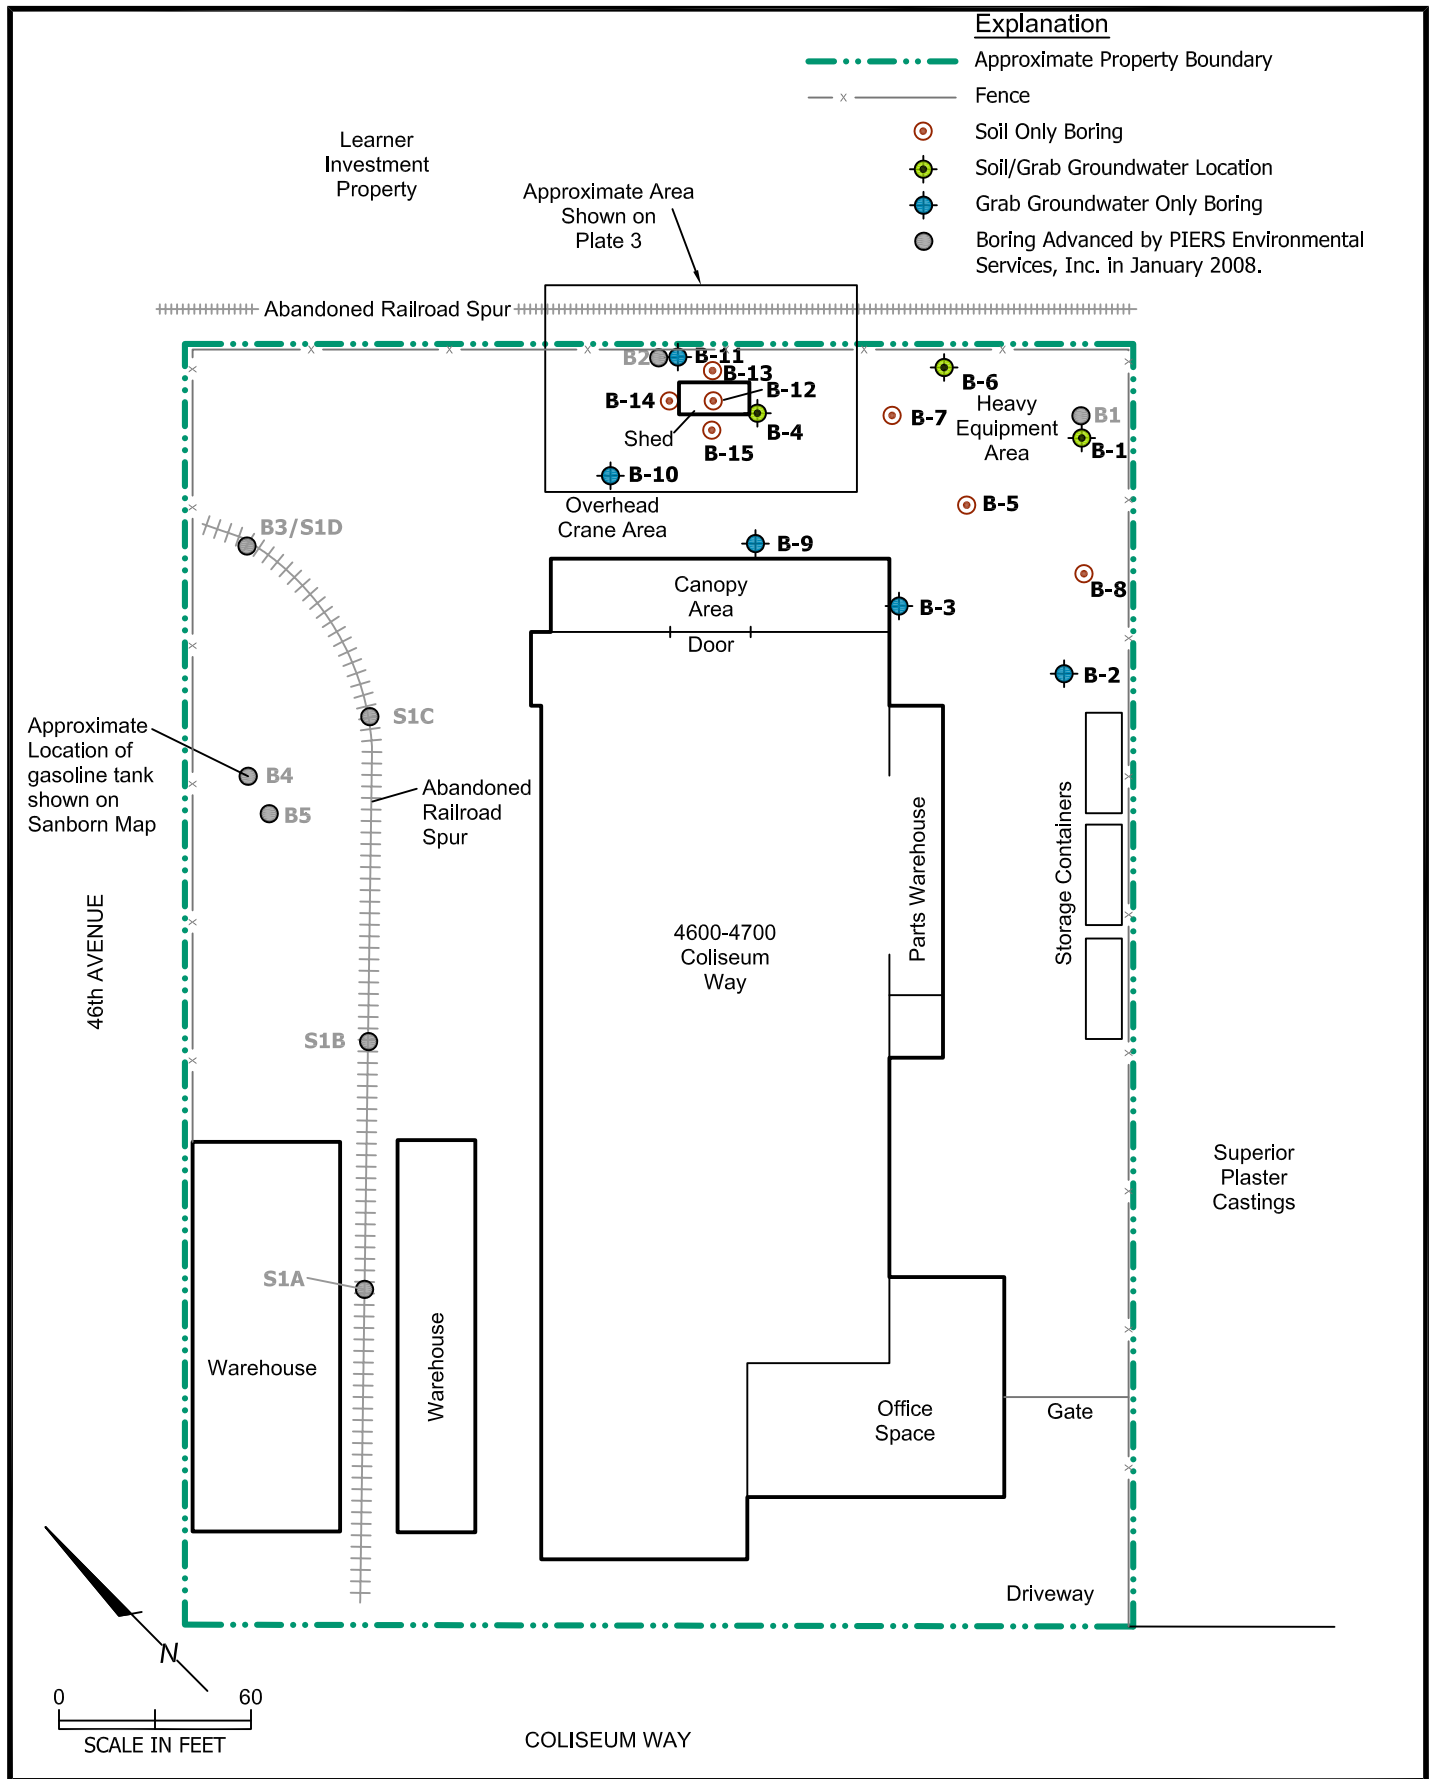 Explanation
Approximate Property Boundary
x
Fence
Soil Only Boring
Soil/Grab Groundwater Location
Grab Groundwater Only Boring
Boring Advanced by PIERS Environmental
Services, Inc. in January 2008.
Learner
Investment
Property
Approximate Area
Shown on
Plate 3
Abandoned Railroad Spur
B2
B-11
B-13
B-14
B-12
B-4
Shed
B-15
B-10
B-6
B-7
Heavy
Equipment
Area
B1
B-1
B-5
Overhead
Crane Area
B3/S1D
B-9
Canopy
Area
B-8
B-3
Door
B-2
S1C
Approximate
Location of
gasoline tank
shown on
Sanborn Map
B4
B5
Abandoned
Railroad
Spur
Parts Warehouse
Storage Containers
46th AVENUE
4600-4700
Coliseum
Way
S1B
Superior
Plaster
Castings
S1A
Warehouse
Warehouse
Office
Space
Gate
Driveway
N
0 60
SCALE IN FEET
COLISEUM WAY